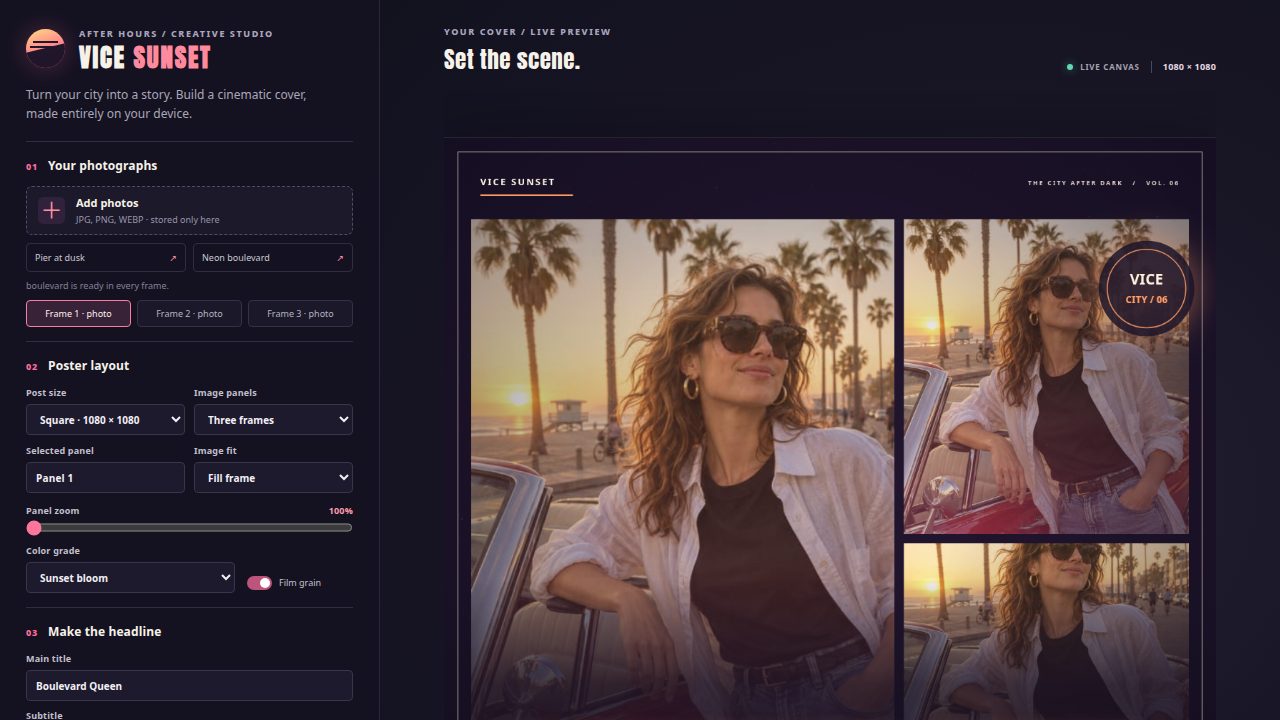 AFTER HOURS / CREATIVE STUDIO
VICE SUNSET
Turn your city into a story. Build a cinematic cover,
made entirely on your device.
01 Your photographs
Add photos
JPG, PNG, WEBP · stored only here
Pier at dusk ↗
Neon boulevard ↗
boulevard is ready in every frame.
Frame 1 · photo
Frame 2 · photo
Frame 3 · photo
02 Poster layout
Post size
Image panels
Square · 1080 × 1080
Three frames
Selected panel
Image fit
Panel 1
Fill frame
Panel zoom 100%
Color grade
Sunset bloom
Film grain
03 Make the headline
Main title
Boulevard Queen
Subtitle
YOUR COVER / LIVE PREVIEW
Set the scene.
LIVE CANVAS
1080 × 1080
VICE SUNSET
THE CITY AFTER DARK / VOL. 06
VICE
CITY / 06